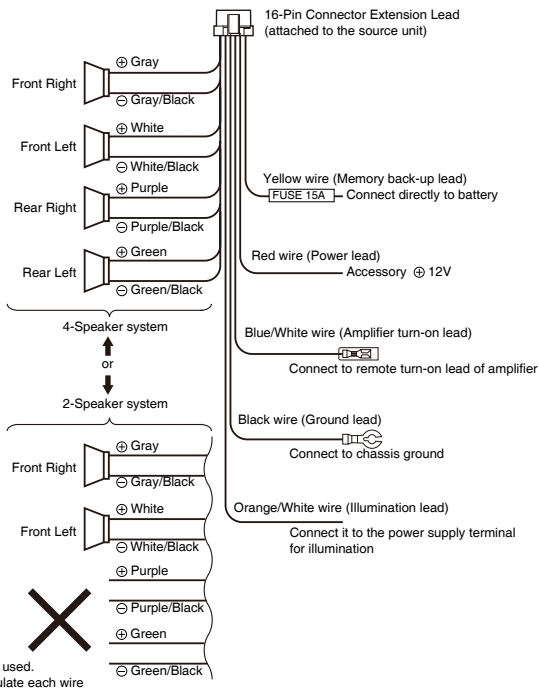 16-Pin Connector Extension Lead
(attached to the source unit)
Front Right
⊕ Gray
⊖ Gray/Black
Front Left
⊕ White
⊖ White/Black
Rear Right
⊕ Purple
⊖ Purple/Black
Rear Left
⊕ Green
⊖ Green/Black
4-Speaker system
or
2-Speaker system
Front Right
⊕ Gray
⊖ Gray/Black
Front Left
⊕ White
⊖ White/Black
⊕ Purple
⊖ Purple/Black
⊕ Green
⊖ Green/Black
used.
ulate each wire
Yellow wire (Memory back-up lead)
FUSE 15A
Connect directly to battery
Red wire (Power lead)
Accessory ⊕ 12V
Blue/White wire (Amplifier turn-on lead)
Connect to remote turn-on lead of amplifier
Black wire (Ground lead)
Connect to chassis ground
Orange/White wire (Illumination lead)
Connect it to the power supply terminal
for illumination